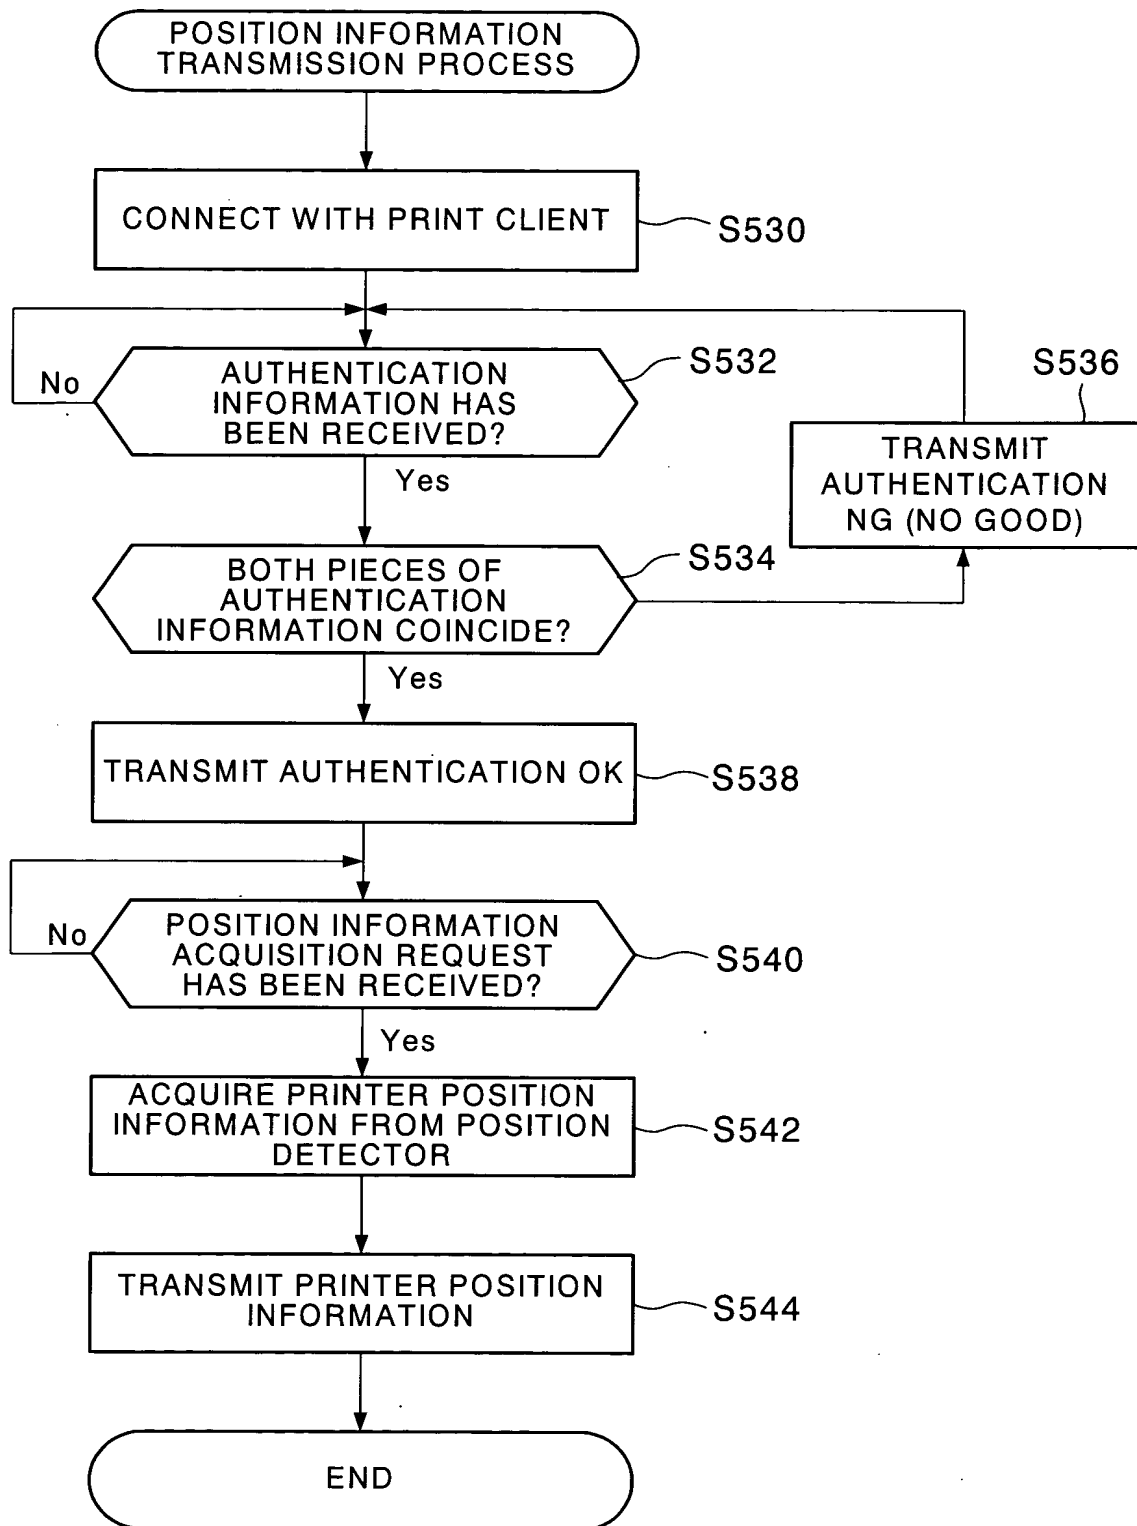 POSITION INFORMATION
TRANSMISSION PROCESS
CONNECT WITH PRINT CLIENT
S530
AUTHENTICATION
INFORMATION HAS
BEEN RECEIVED?
S532
No
Yes
S536
TRANSMIT
AUTHENTICATION
NG (NO GOOD)
BOTH PIECES OF
AUTHENTICATION
INFORMATION COINCIDE?
S534
Yes
TRANSMIT AUTHENTICATION OK
S538
POSITION INFORMATION
ACQUISITION REQUEST
HAS BEEN RECEIVED?
S540
No
Yes
ACQUIRE PRINTER POSITION
INFORMATION FROM POSITION
DETECTOR
S542
TRANSMIT PRINTER POSITION
INFORMATION
S544
END